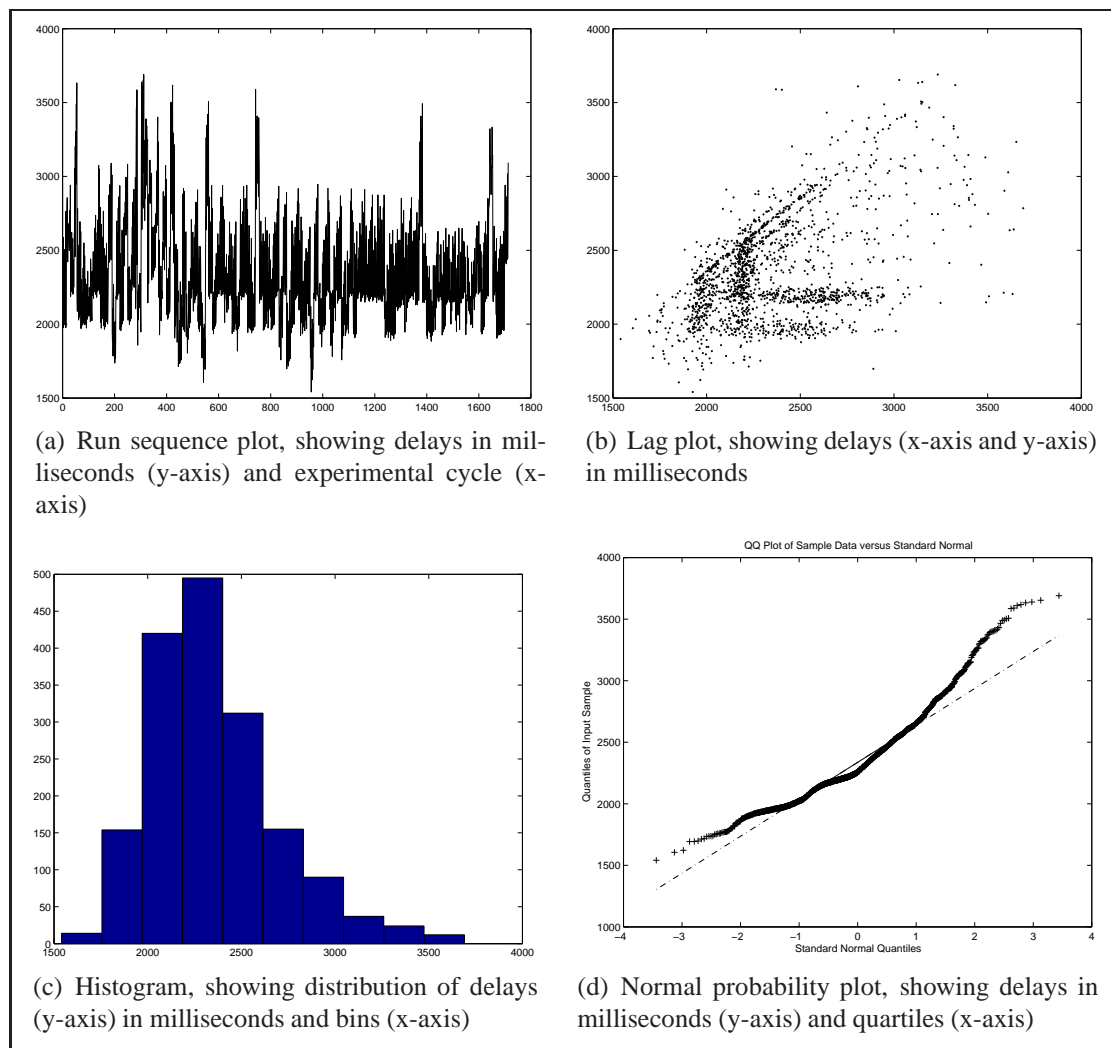 4000
3500
3000
2500
2000
1500
0 200 400 600 800 1000 1200 1400 1600 1800
(a) Run sequence plot, showing delays in mil-
liseconds (y-axis) and experimental cycle (x-
axis)
4000
3500
3000
2500
2000
1500
1500 2000 2500 3000 3500 4000
(b) Lag plot, showing delays (x-axis and y-axis)
in milliseconds
500
450
400
350
300
250
200
150
100
50
0
1500 2000 2500 3000 3500 4000
(c) Histogram, showing distribution of delays
(y-axis) in milliseconds and bins (x-axis)
QQ Plot of Sample Data versus Standard Normal
4000
3500
3000
2500
2000
1500
1000
Quantiles of Input Sample
−4 −3 −2 −1 0 1 2 3 4
Standard Normal Quantiles
(d) Normal probability plot, showing delays in
milliseconds (y-axis) and quartiles (x-axis)